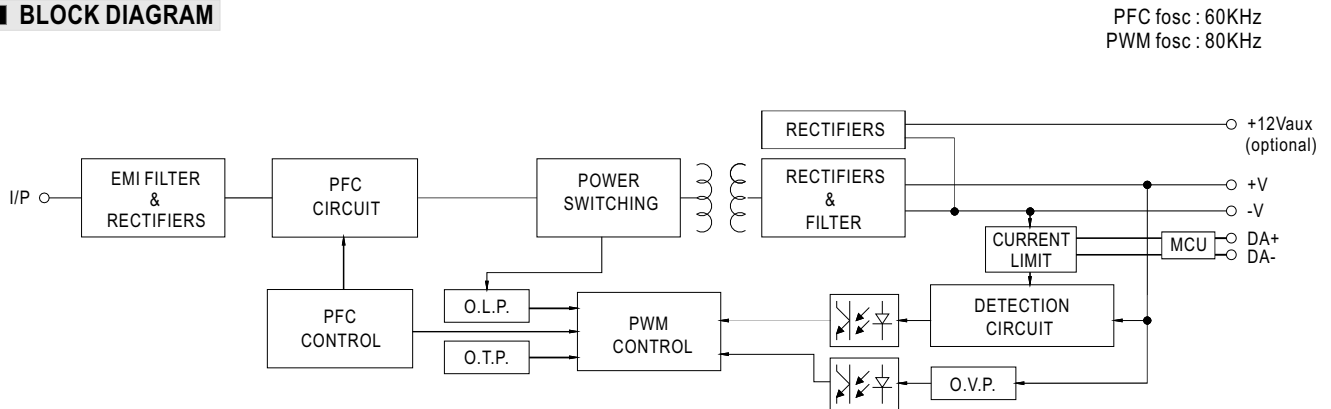 BLOCK DIAGRAM
PFC fosc : 60KHz
PWM fosc : 80KHz
RECTIFIERS
+12Vaux
(optional)
I/P
EMI FILTER
&
RECTIFIERS
PFC
CIRCUIT
POWER
SWITCHING
RECTIFIERS
&
FILTER
+V
-V
CURRENT
LIMIT
MCU
DA+
DA-
PFC
CONTROL
O.L.P.
O.T.P.
PWM
CONTROL
DETECTION
CIRCUIT
O.V.P.